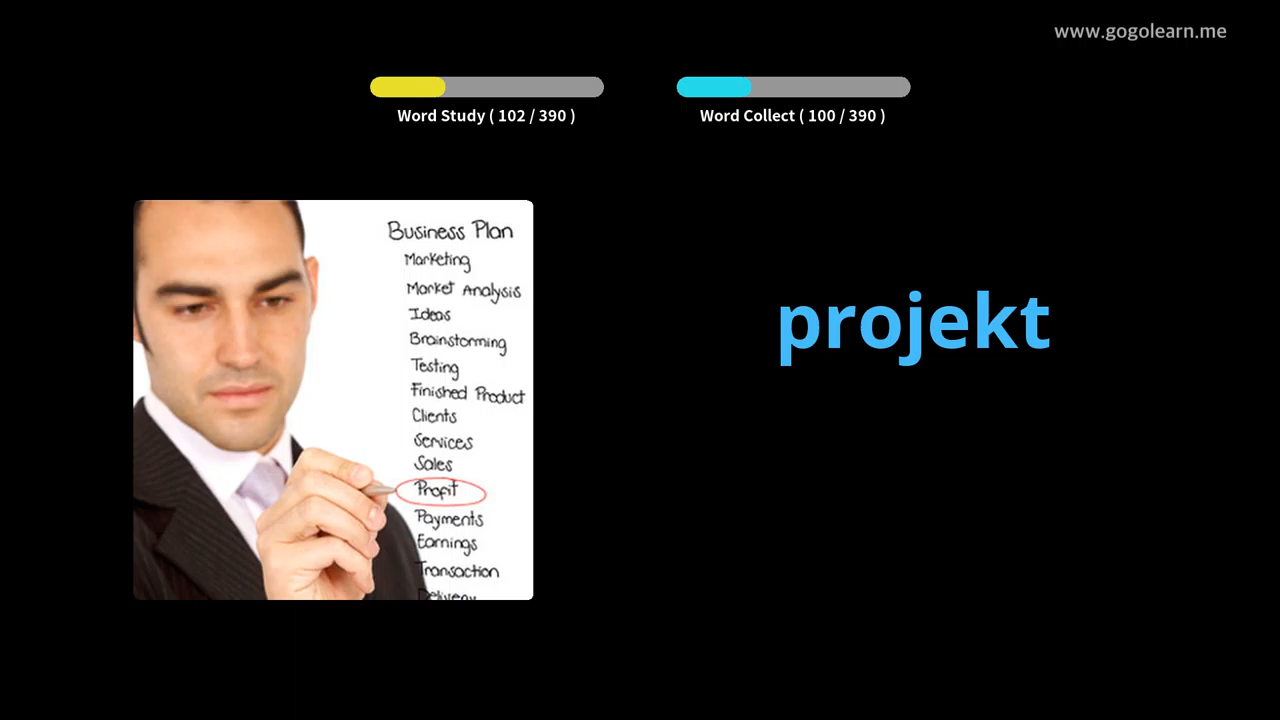 www.gogolearn.me
Word Study ( 102 / 390 )
Word Collect ( 100 / 390 )
Business Plan
Marketing
Market Analysis
Ideas
Brainstorming
Testing
Finished Product
Clients
Services
Sales
Profit
Payments
Earnings
Transaction
Delivery
projekt